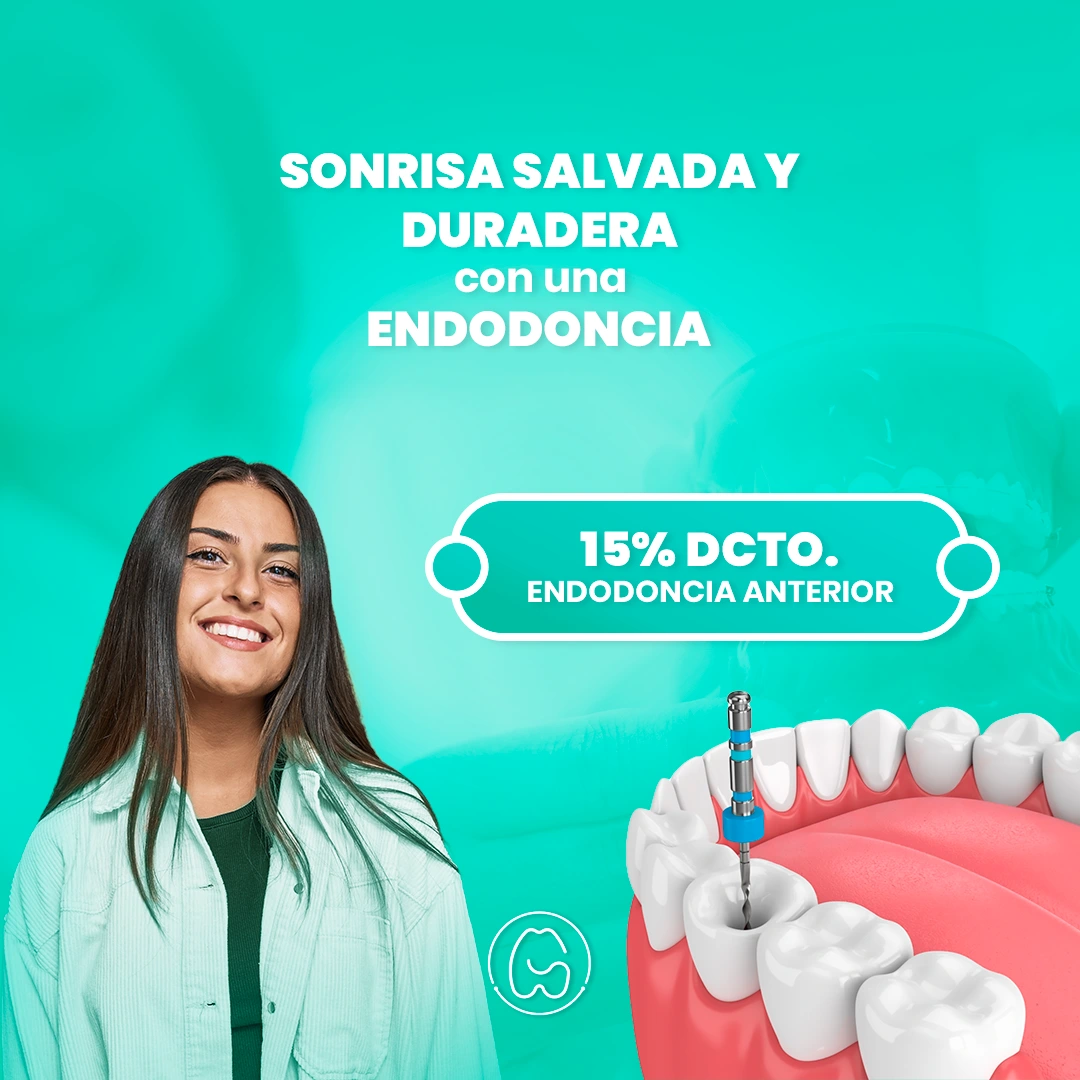 SONRISA SALVADA Y
DURADERA
con una
ENDODONCIA
15% DCTO.
ENDODONCIA ANTERIOR